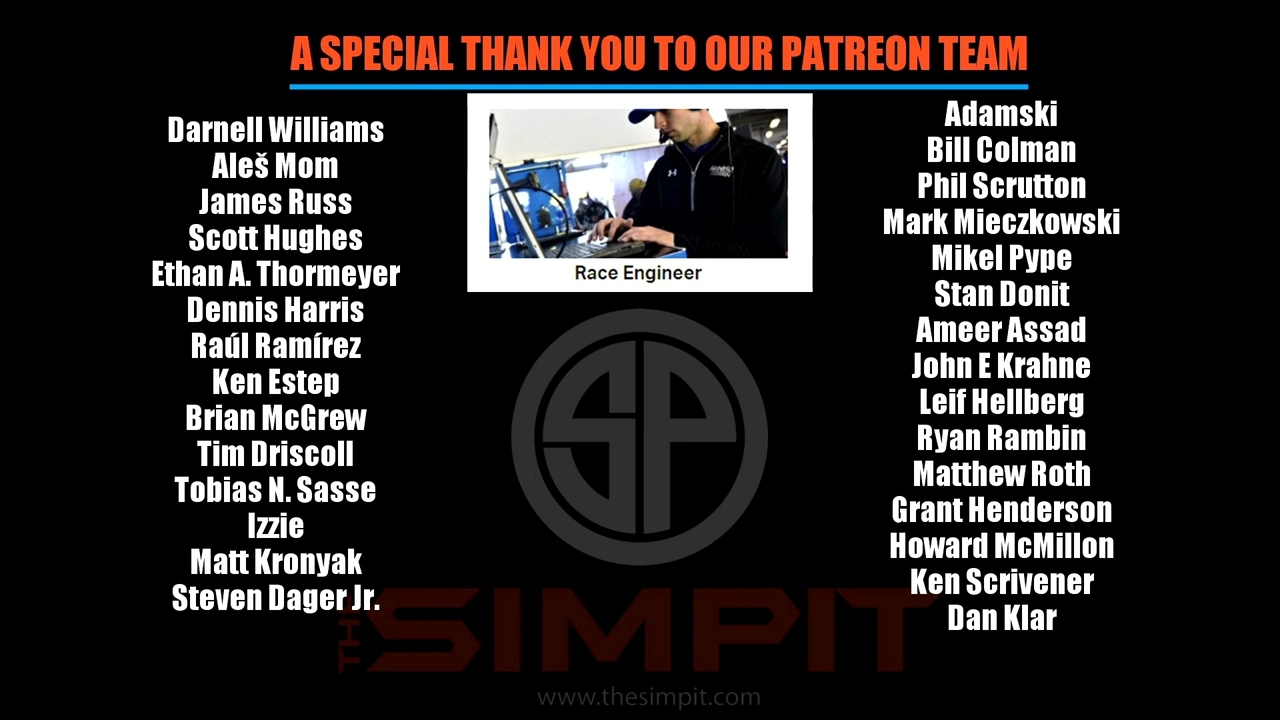 A SPECIAL THANK YOU TO OUR PATREON TEAM
Darnell Williams
Aleš Mom
James Russ
Scott Hughes
Ethan A. Thormeyer
Dennis Harris
Raúl Ramírez
Ken Estep
Brian McGrew
Tim Driscoll
Tobias N. Sasse
Izzie
Matt Kronyak
Steven Dager Jr.
Race Engineer
SP
THE SIMPIT
www.thesimpit.com
Adamski
Bill Colman
Phil Scrutton
Mark Mieczkowski
Mikel Pype
Stan Donit
Ameer Assad
John E Krahne
Leif Hellberg
Ryan Rambin
Matthew Roth
Grant Henderson
Howard McMillon
Ken Scrivener
Dan Klar